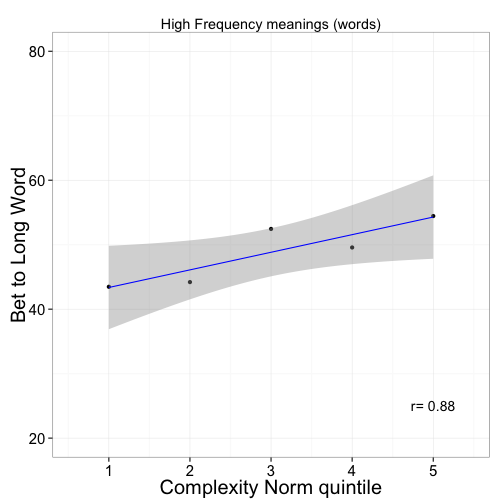 High Frequency meanings (words)
80
60
40
20
Bet to Long Word
r= 0.88
1 2 3 4 5
Complexity Norm quintile